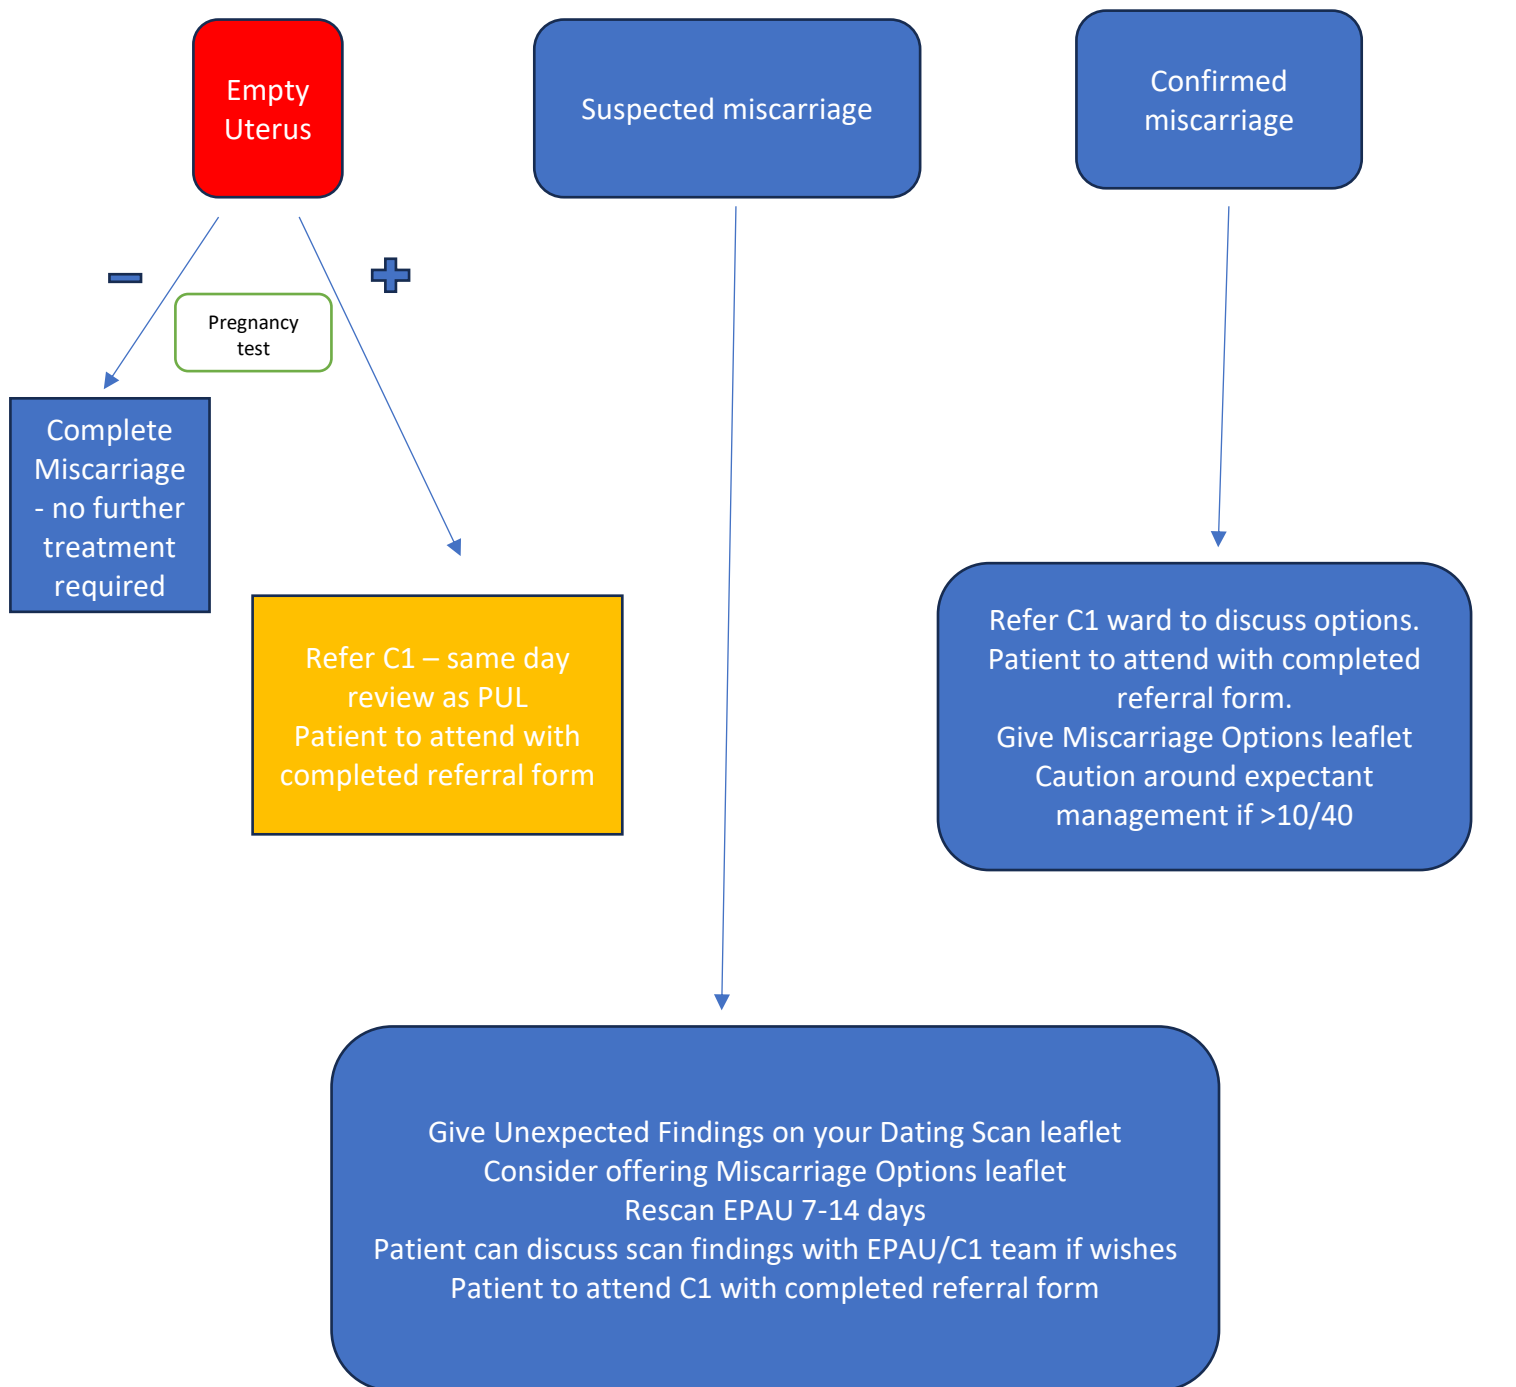 Empty
Uterus
Suspected miscarriage
Confirmed
miscarriage
Pregnancy
test
Complete
Miscarriage
- no further
treatment
required
Refer C1 – same day
review as PUL
Patient to attend with
completed referral form
Refer C1 ward to discuss options.
Patient to attend with completed
referral form.
Give Miscarriage Options leaflet
Caution around expectant
management if >10/40
Give Unexpected Findings on your Dating Scan leaflet
Consider offering Miscarriage Options leaflet
Rescan EPAU 7-14 days
Patient can discuss scan findings with EPAU/C1 team if wishes
Patient to attend C1 with completed referral form